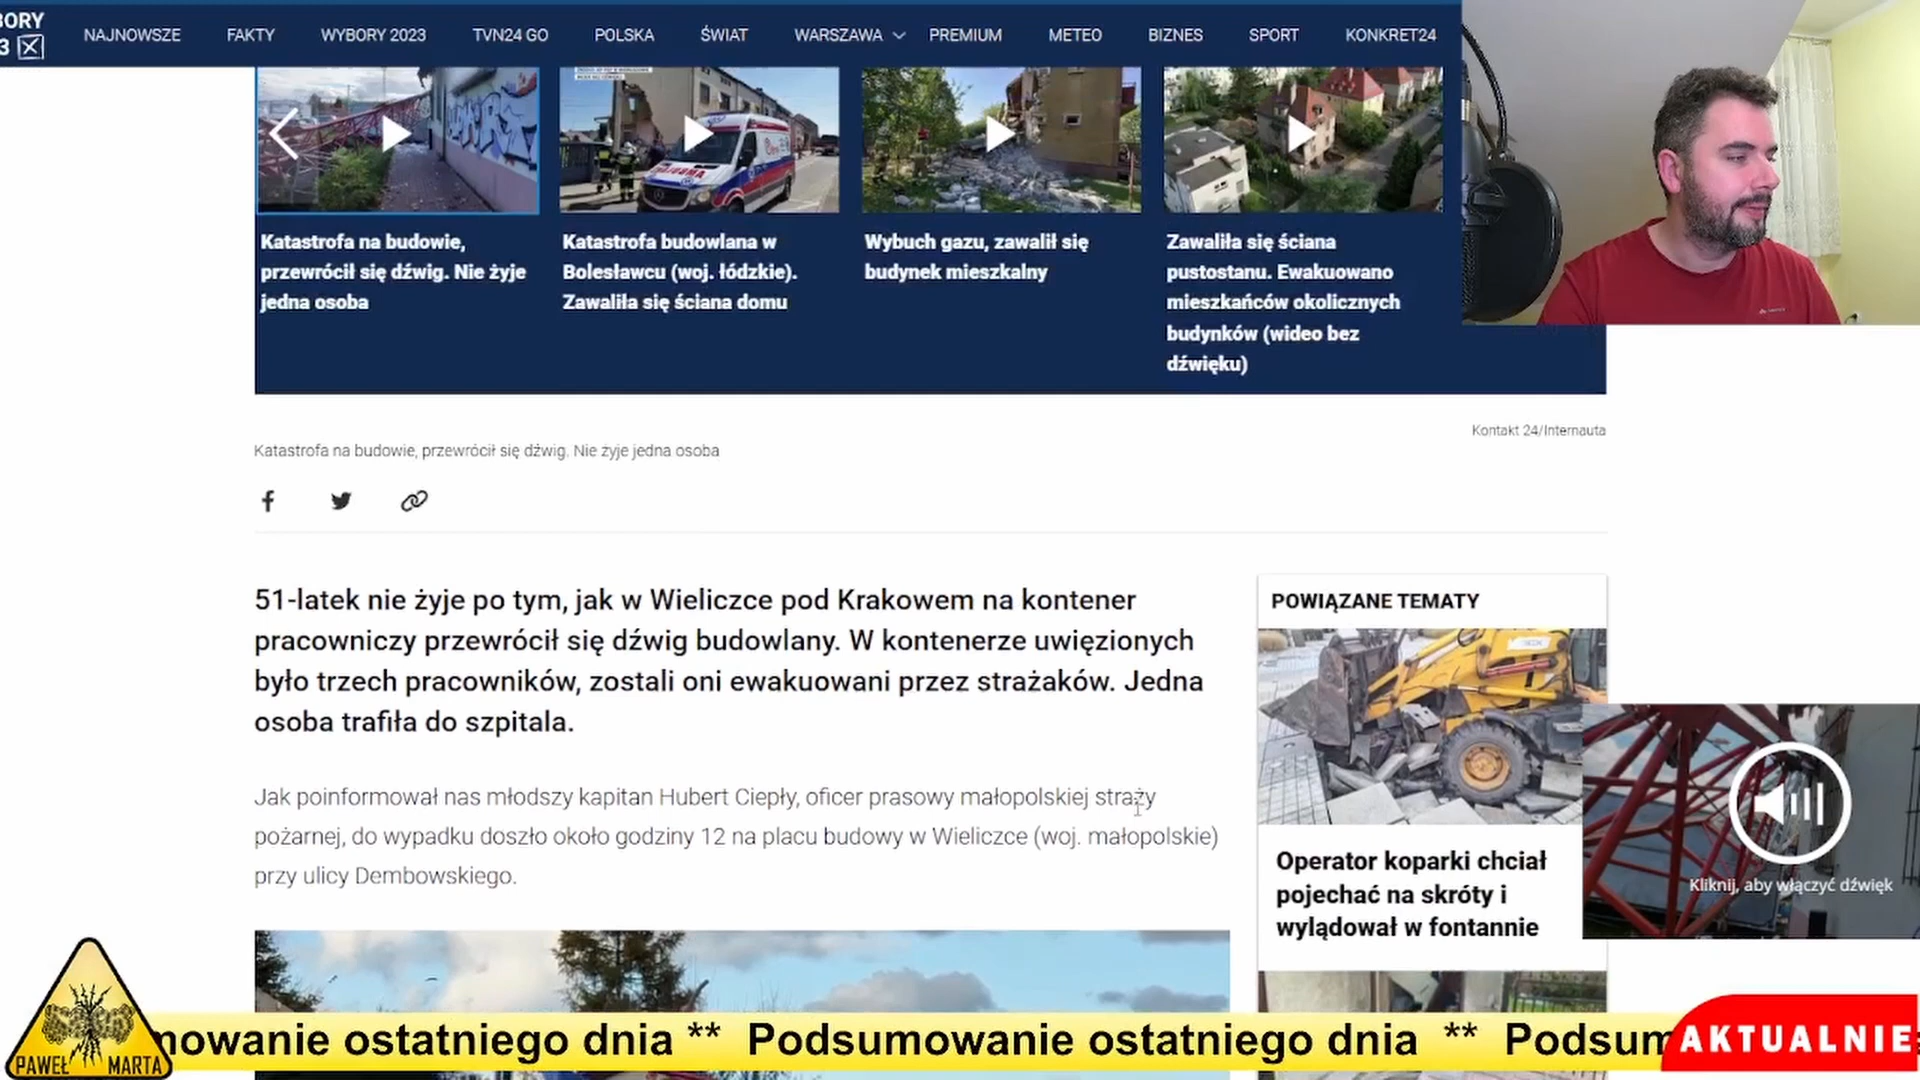 BORY
3
NAJNOWSZE FAKTY WYBORY 2023 TVN24 GO POLSKA ŚWIAT WARSZAWA PREMIUM METEO BIZNES SPORT KONKRET24
Katastrofa na budowie,
przewrócił się dźwig. Nie żyje
jedna osoba
Katastrofa budowlana w
Bolesławcu (woj. łódzkie).
Zawaliła się ściana domu
Wybuch gazu, zawalił się
budynek mieszkalny
Zawaliła się ściana
pustostanu. Ewakuowano
mieszkańców okolicznych
budynków (wideo bez
dźwięku)
Kontakt 24/Internauta
Katastrofa na budowie, przewrócił się dźwig. Nie żyje jedna osoba
51-latek nie żyje po tym, jak w Wieliczce pod Krakowem na kontener
pracowniczy przewrócił się dźwig budowlany. W kontenerze uwięzionych
było trzech pracowników, zostali oni ewakuowani przez strażaków. Jedna
osoba trafiła do szpitala.
Jak poinformował nas młodszy kapitan Hubert Ciepły, oficer prasowy małopolskiej straży
pożarnej, do wypadku doszło około godziny 12 na placu budowy w Wieliczce (woj. małopolskie)
przy ulicy Dembowskiego.
POWIĄZANE TEMATY
Operator koparki chciał
pojechać na skróty i
wylądował w fontannie
Kliknij, aby włączyć dźwięk
PAWEŁ MARTA
mowanie ostatniego dnia ** Podsumowanie ostatniego dnia ** Podsum
AKTUALNIE